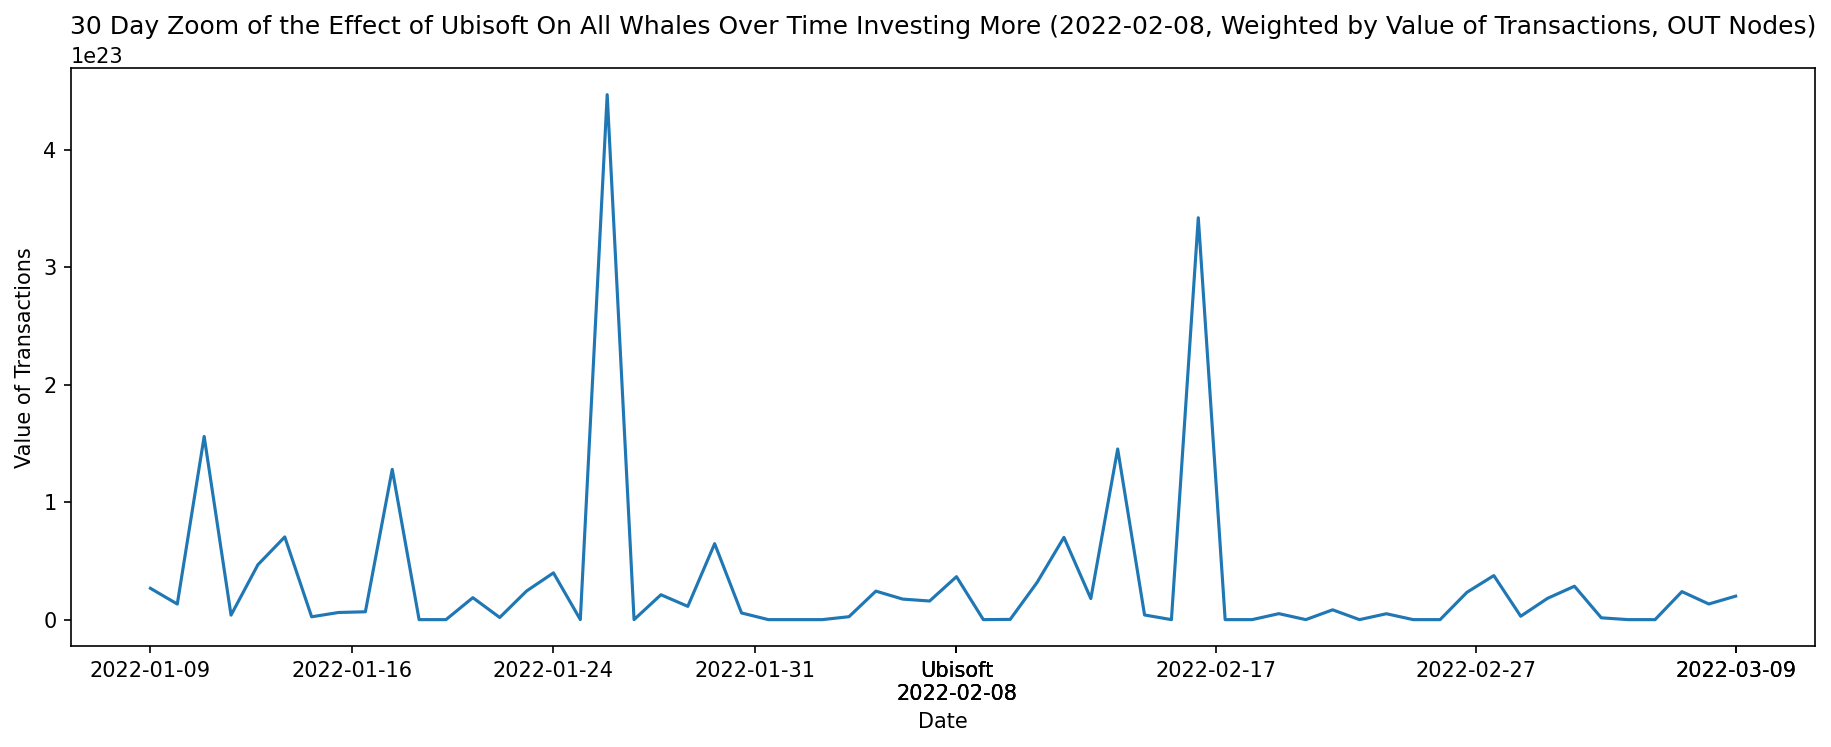 30 Day Zoom of the Effect of Ubisoft On All Whales Over Time Investing More (2022-02-08, Weighted by Value of Transactions, OUT Nodes)
1e23
4
3
2
1
0
Value of Transactions
2022-01-09 2022-01-16 2022-01-24 2022-01-31 Ubisoft 2022-02-17 2022-02-27 2022-03-09
2022-02-08
Date